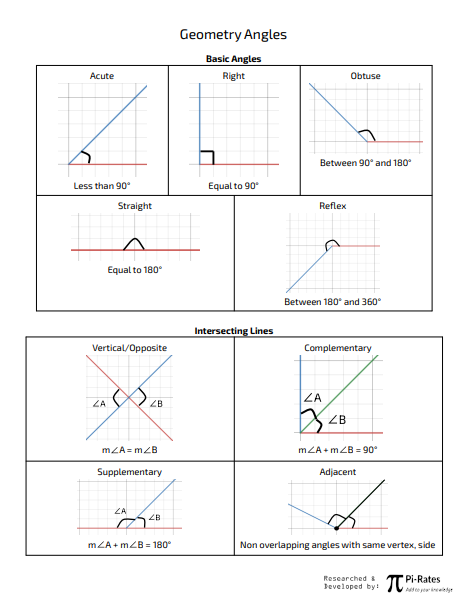 Geometry Angles
Basic Angles
Acute
Right
Obtuse
Less than 90°
Equal to 90°
Between 90° and 180°
Straight
Reflex
Equal to 180°
Between 180° and 360°
Intersecting Lines
Vertical/Opposite
Complementary
∠A
∠B
∠A
∠B
m∠A = m∠B
m∠A + m∠B = 90°
Supplementary
Adjacent
∠A
∠B
m∠A + m∠B = 180°
Non overlapping angles with same vertex, side
Researched &
Developed by:
π Pi-Rates
Add to your knowledge